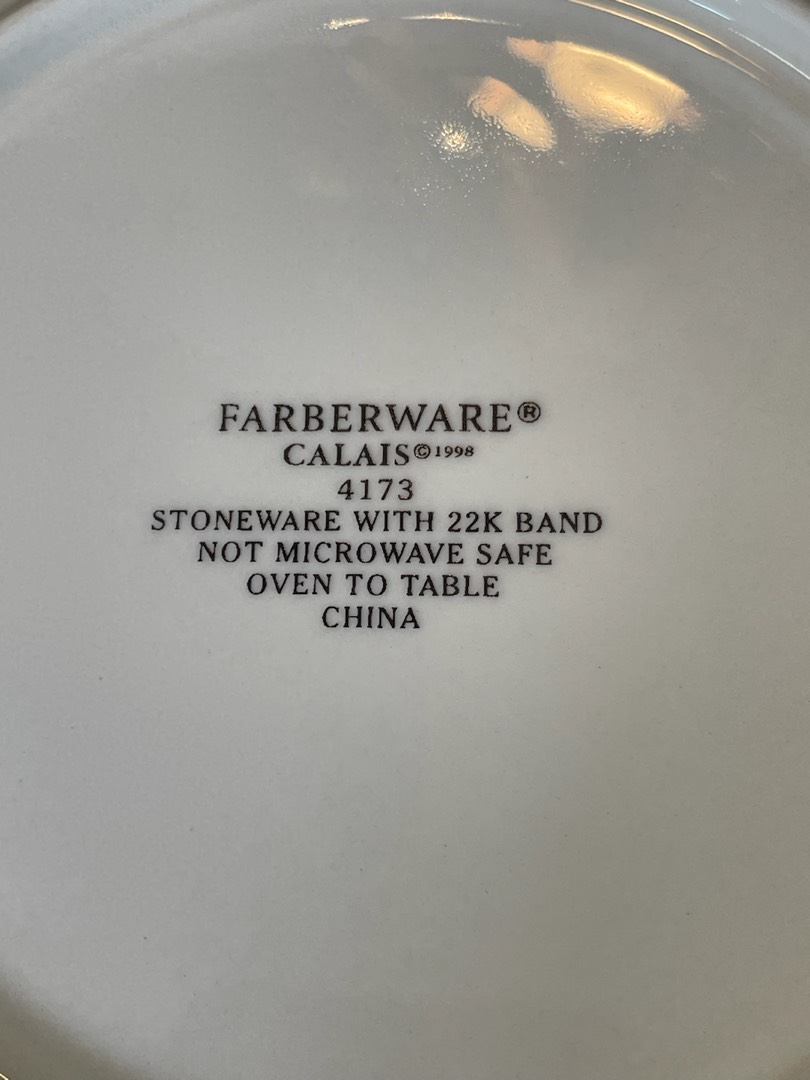 FARBERWARE®
CALAIS©1998
4173
STONEWARE WITH 22K BAND
NOT MICROWAVE SAFE
OVEN TO TABLE
CHINA